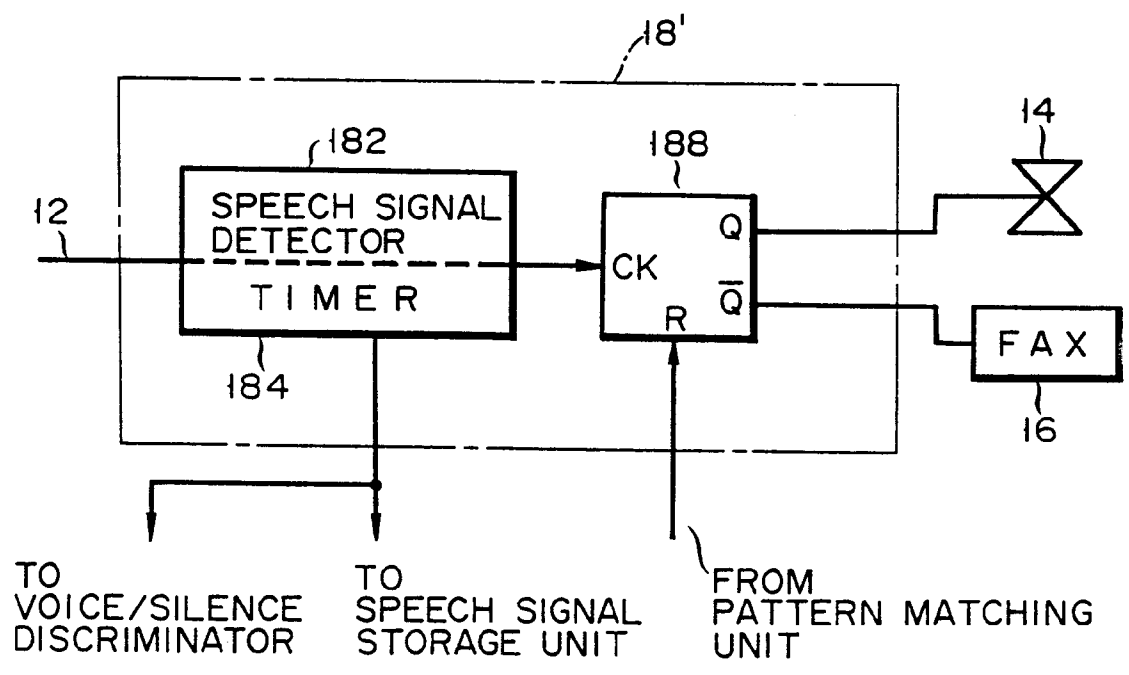 18'
14
182
188
12
SPEECH SIGNAL
DETECTOR
TIMER
CK
Q
Q̅
R
FAX
184
16
TO
VOICE/SILENCE
DISCRIMINATOR
TO
SPEECH SIGNAL
STORAGE UNIT
FROM
PATTERN MATCHING
UNIT